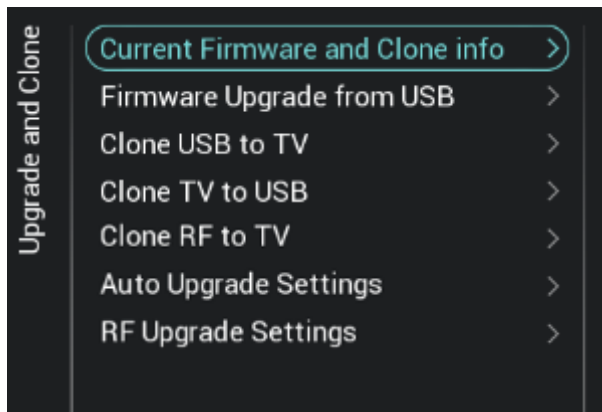 Upgrade and Clone
Current Firmware and Clone info
Firmware Upgrade from USB
Clone USB to TV
Clone TV to USB
Clone RF to TV
Auto Upgrade Settings
RF Upgrade Settings